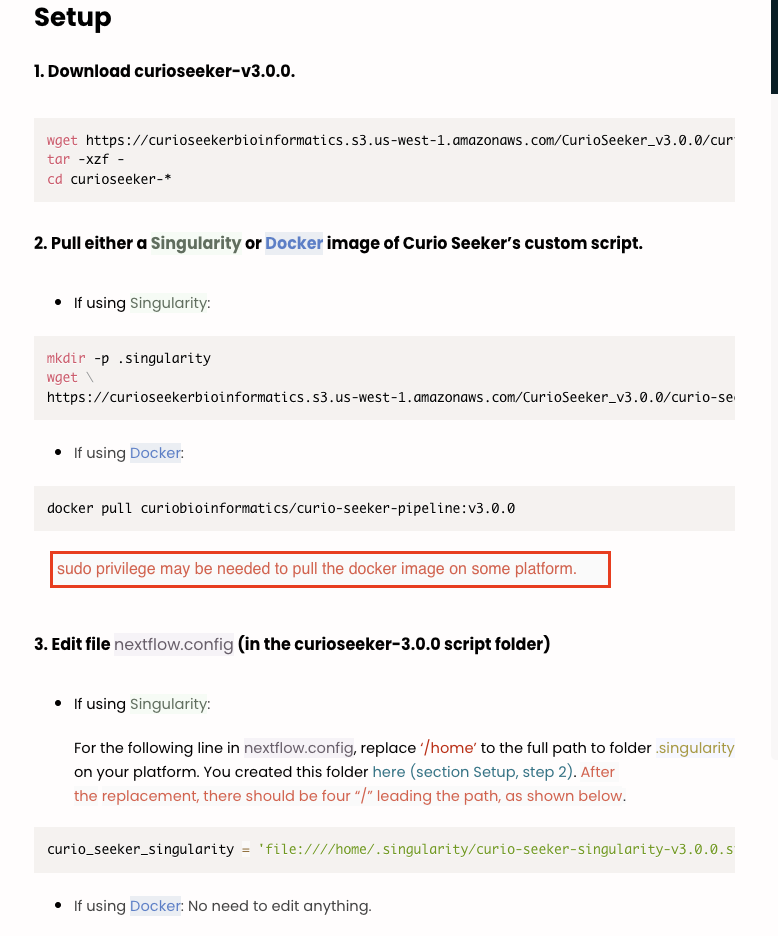 Setup
1. Download curioseeker-v3.0.0.
wget https://curioseekerbioinformatics.s3.us-west-1.amazonaws.com/CurioSeeker_v3.0.0/cur
tar -xzf -
cd curioseeker-*
2. Pull either a Singularity or Docker image of Curio Seeker’s custom script.
• If using Singularity:
mkdir -p .singularity
wget \
https://curioseekerbioinformatics.s3.us-west-1.amazonaws.com/CurioSeeker_v3.0.0/curio-see
• If using Docker:
docker pull curiobioinformatics/curio-seeker-pipeline:v3.0.0
sudo privilege may be needed to pull the docker image on some platform.
3. Edit file nextflow.config (in the curioseeker-3.0.0 script folder)
• If using Singularity:
For the following line in nextflow.config, replace ‘/home’ to the full path to folder .singularity
on your platform. You created this folder here (section Setup, step 2). After
the replacement, there should be four “/” leading the path, as shown below.
curio_seeker_singularity = 'file:////home/.singularity/curio-seeker-singularity-v3.0.0.s
• If using Docker: No need to edit anything.